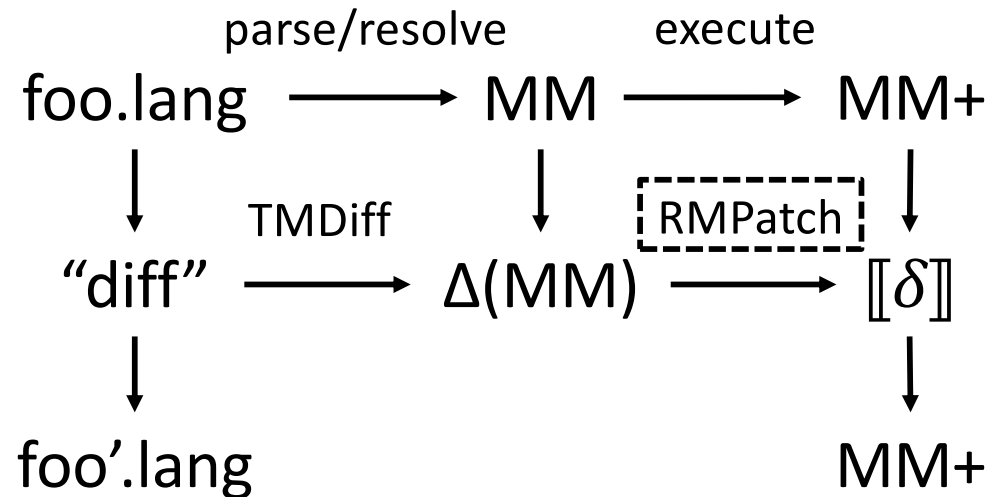 parse/resolve execute
foo.lang MM MM+
TMDiff RMPatch
“diff” Δ(MM) ⟦δ⟧
foo’.lang MM+